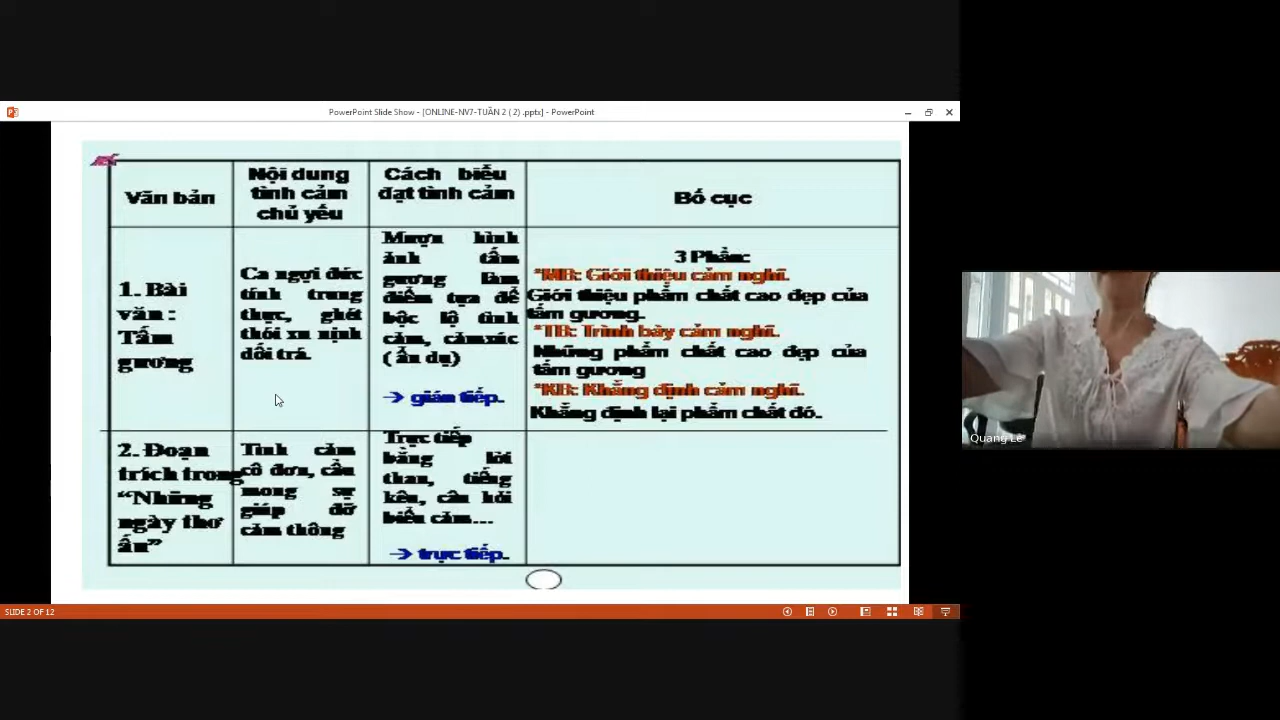 PowerPoint Slide Show - [ONLINE-NV7-TUẦN 2 ( 2) .pptx] - PowerPoint
Văn bản
Nội dung
tình cảm
chủ yếu
Cách biểu
đạt tình cảm
Bố cục
1. Bài
văn :
Tấm
gương
Ca ngợi đức
tính trung
thực, ghét
thói xu nịnh
dối trá.
Mượn hình
ảnh tấm
gương làm
điểm tựa để
bộc lộ tình
cảm, cảm xúc
( ẩn dụ)
→ gián tiếp.
3 Phần:
*MB: Giới thiệu cảm nghĩ.
Giới thiệu phẩm chất cao đẹp của
tấm gương.
*TB: Trình bày cảm nghĩ.
Những phẩm chất cao đẹp của
tấm gương
*KB: Khẳng định cảm nghĩ.
Khẳng định lại phẩm chất đó.
2. Đoạn
trích trong
“Những
ngày thơ
ấu”
Tình cảm
cô đơn, cầu
mong sự
giúp đỡ
cảm thông
Trực tiếp
bằng lời
than, tiếng
kêu, câu hỏi
biểu cảm...
→ trực tiếp.
SLIDE 2 OF 12
Quang Lê